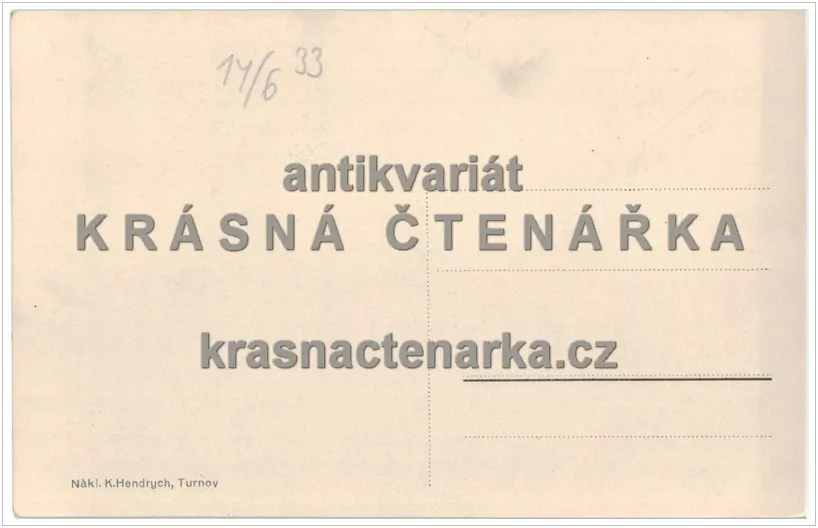 14/6 33
antikvariát
KRÁSNÁ ČTENÁŘKA
krasnactenarka.cz
Nákl. K.Hendrych, Turnov